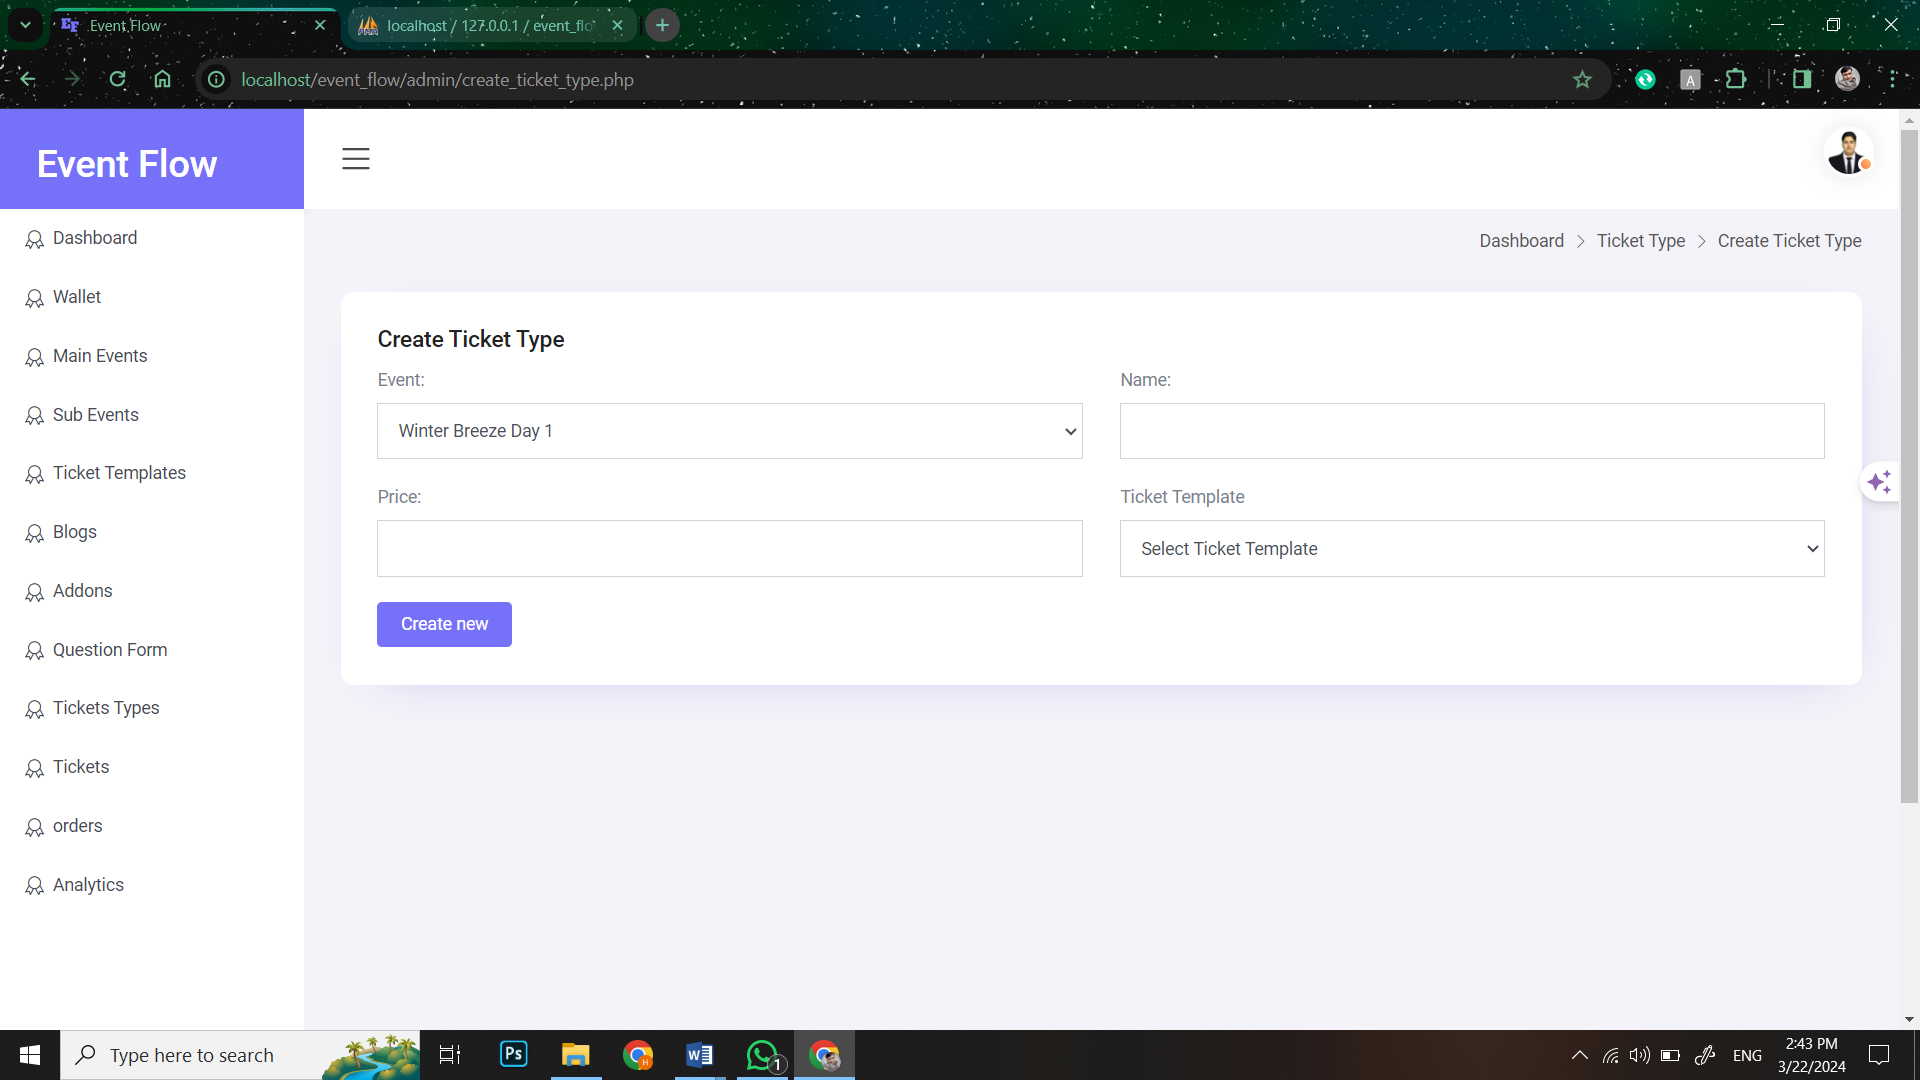 Event Flow
localhost / 127.0.0.1 / event_flo
localhost/event_flow/admin/create_ticket_type.php
A
Event Flow
Dashboard
Wallet
Main Events
Sub Events
Ticket Templates
Blogs
Addons
Question Form
Tickets Types
Tickets
orders
Analytics
Dashboard > Ticket Type > Create Ticket Type
Create Ticket Type
Event:
Winter Breeze Day 1
Name:
Price:
Ticket Template
Select Ticket Template
Create new
Type here to search
Ps
H
W
1
ENG
2:43 PM
3/22/2024